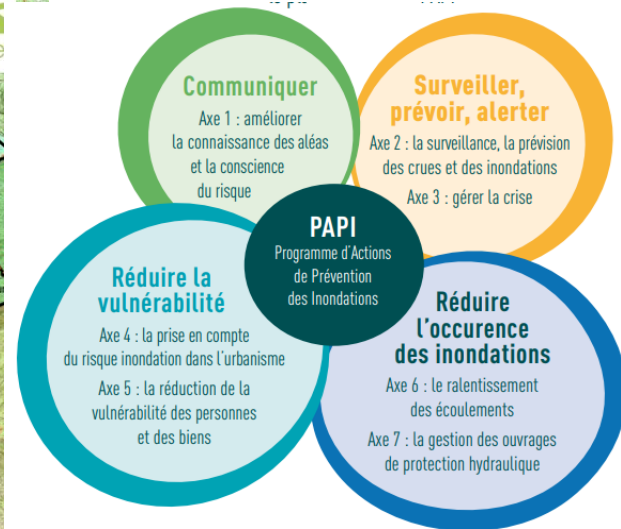 Communiquer
Axe 1 : améliorer
la connaissance des aléas
et la conscience
du risque
Surveiller,
prévoir, alerter
Axe 2 : la surveillance, la prévision
des crues et des inondations
Axe 3 : gérer la crise
PAPI
Programme d'Actions
de Prévention
des Inondations
Réduire la
vulnérabilité
Axe 4 : la prise en compte
du risque inondation dans l'urbanisme
Axe 5 : la réduction de la
vulnérabilité des personnes
et des biens
Réduire
l'occurence
des inondations
Axe 6 : le ralentissement
des écoulements
Axe 7 : la gestion des ouvrages
de protection hydraulique